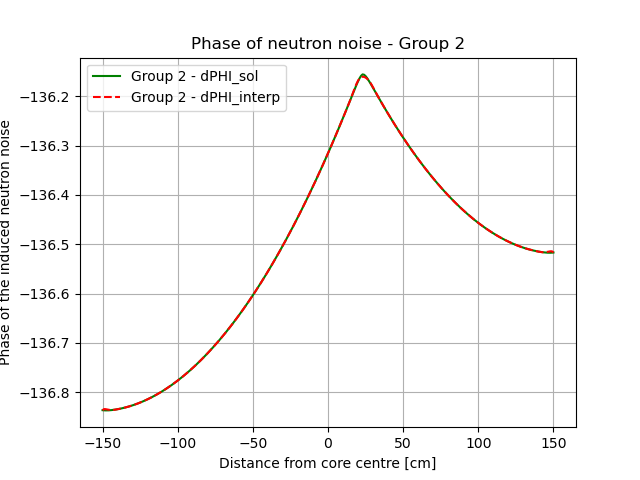 Phase of neutron noise - Group 2
Group 2 - dPHI_sol
Group 2 - dPHI_interp
Phase of the induced neutron noise
−136.2
−136.3
−136.4
−136.5
−136.6
−136.7
−136.8
−150
−100
−50
0
50
100
150
Distance from core centre [cm]